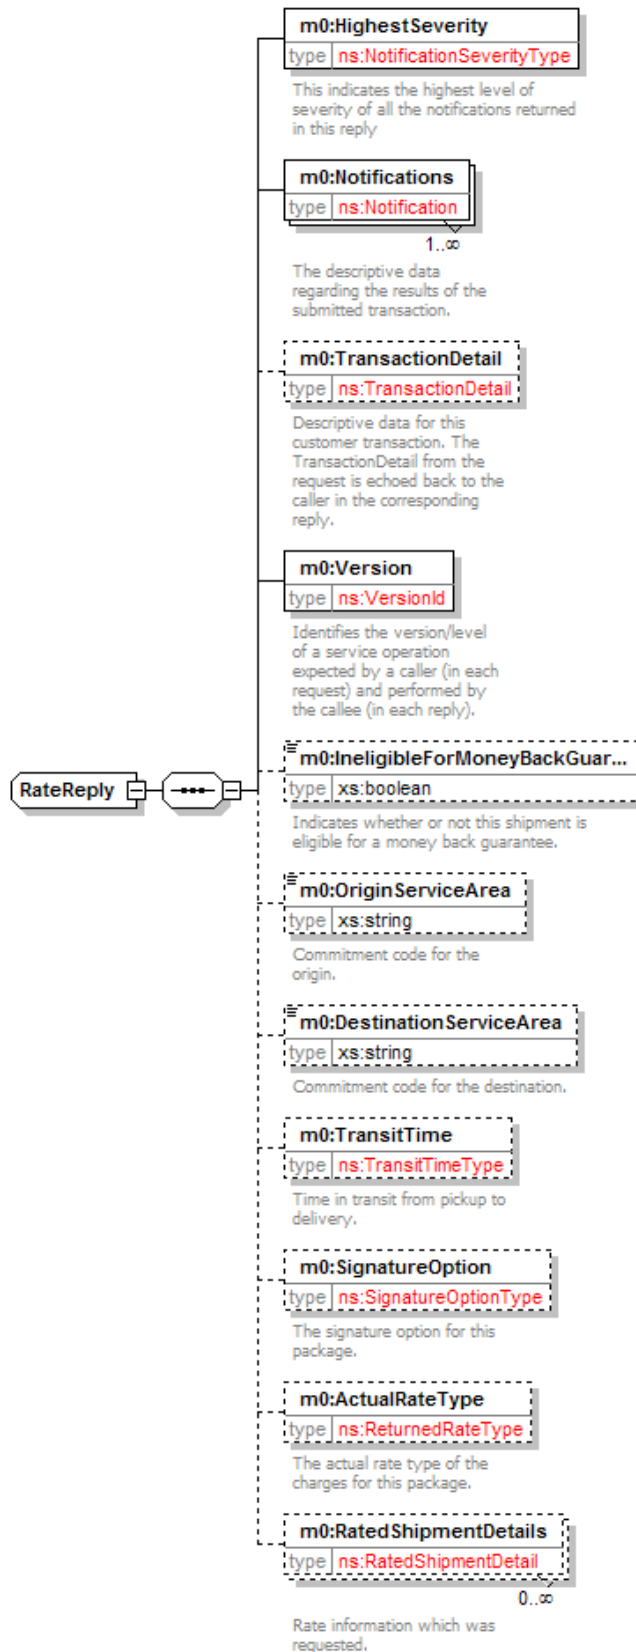 m0:HighestSeverity
type ns:NotificationSeverityType
This indicates the highest level of
severity of all the notifications returned
in this reply
m0:Notifications
type ns:Notification
1..∞
The descriptive data
regarding the results of the
submitted transaction.
m0:TransactionDetail
type ns:TransactionDetail
Descriptive data for this
customer transaction. The
TransactionDetail from the
request is echoed back to the
caller in the corresponding
reply.
m0:Version
type ns:VersionId
Identifies the version/level
of a service operation
expected by a caller (in each
request) and performed by
the callee (in each reply).
RateReply
m0:IneligibleForMoneyBackGuar...
type xs:boolean
Indicates whether or not this shipment is
eligible for a money back guarantee.
m0:OriginServiceArea
type xs:string
Commitment code for the
origin.
m0:DestinationServiceArea
type xs:string
Commitment code for the destination.
m0:TransitTime
type ns:TransitTimeType
Time in transit from pickup to
delivery.
m0:SignatureOption
type ns:SignatureOptionType
The signature option for this
package.
m0:ActualRateType
type ns:ReturnedRateType
The actual rate type of the
charges for this package.
m0:RatedShipmentDetails
type ns:RatedShipmentDetail
0..∞
Rate information which was
requested.